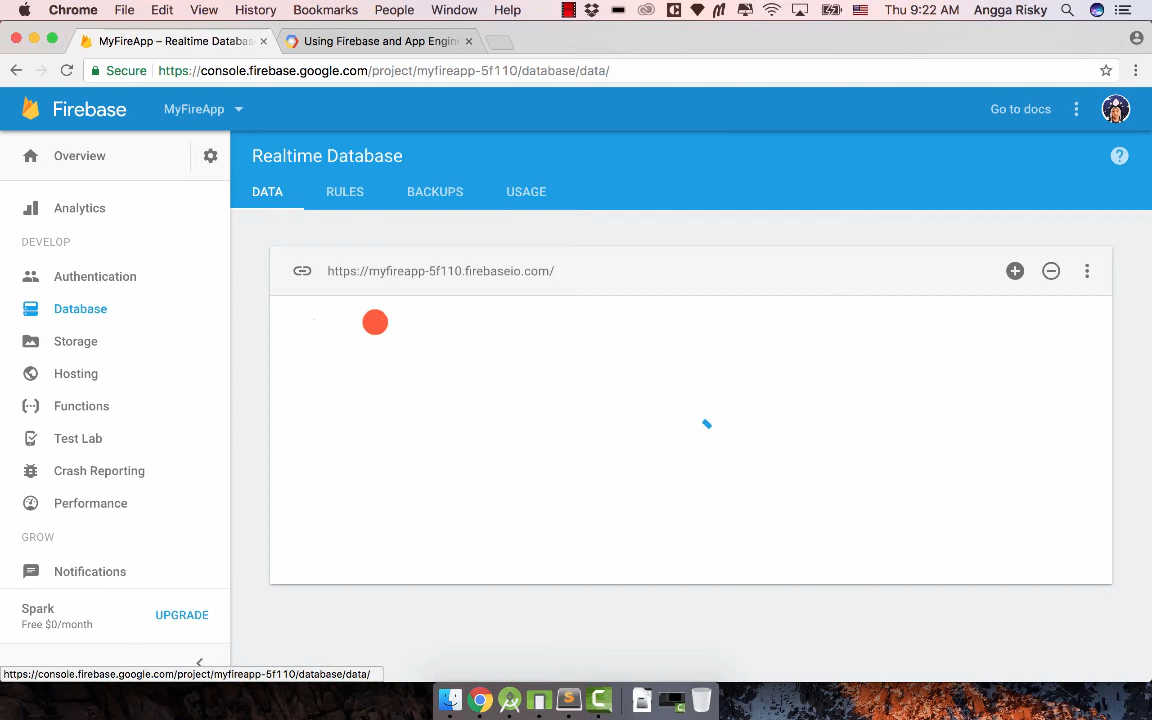 Chrome File Edit View History Bookmarks People Window Help Thu 9:22 AM Angga Risky
MyFireApp – Realtime Databas
Using Firebase and App Engin
Secure https://console.firebase.google.com/project/myfireapp-5f110/database/data/
Firebase MyFireApp Go to docs
Overview
Realtime Database
DATA RULES BACKUPS USAGE
Analytics
DEVELOP
Authentication
Database
Storage
Hosting
Functions
Test Lab
Crash Reporting
Performance
GROW
Notifications
Spark
Free $0/month
UPGRADE
https://myfireapp-5f110.firebaseio.com/
https://console.firebase.google.com/project/myfireapp-5f110/database/data/